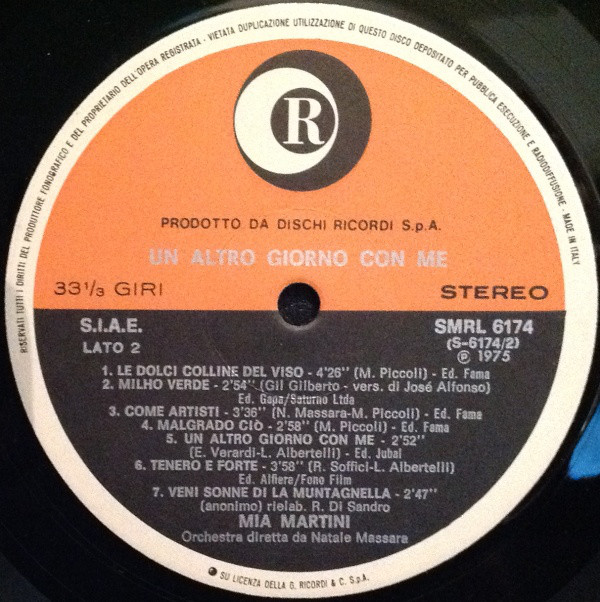 RISERVATI TUTTI I DIRITTI DEL PRODUTTORE FONOGRAFICO E DEL PROPRIETARIO DELL'OPERA REGISTRATA - VIETATA DUPLICAZIONE UTILIZZAZIONE DI QUESTO DISCO DEPOSITATO PER PUBBLICA ESECUZIONE E RADIODIFFUSIONE - MADE IN ITALY
R
PRODOTTO DA DISCHI RICORDI S.p.A.
UN ALTRO GIORNO CON ME
33 1/3 GIRI STEREO
S.I.A.E. SMRL 6174
LATO 2 (S-6174/2)
℗ 1975
1. LE DOLCI COLLINE DEL VISO - 4'26'' (M. Piccoli) - Ed. Fama
2. MILHO VERDE - 2'54'' (Gil Gilberto - vers. di José Alfonso)
Ed. Gapa/Saturno Ltda
3. COME ARTISTI - 3'36'' (N. Massara-M. Piccoli) - Ed. Fama
4. MALGRADO CIÒ - 2'58'' (M. Piccoli) - Ed. Fama
5. UN ALTRO GIORNO CON ME - 2'52''
(E. Verardi-L. Albertelli) - Ed. Jubal
6. TENERO E FORTE - 3'58'' (R. Soffici-L. Albertelli)
Ed. Alfiere/Fono Film
7. VENI SONNE DI LA MUNTAGNELLA - 2'47''
(anonimo) rielab. R. Di Sandro
MIA MARTINI
Orchestra diretta da Natale Massara
SU LICENZA DELLA G. RICORDI & C. S.p.A.